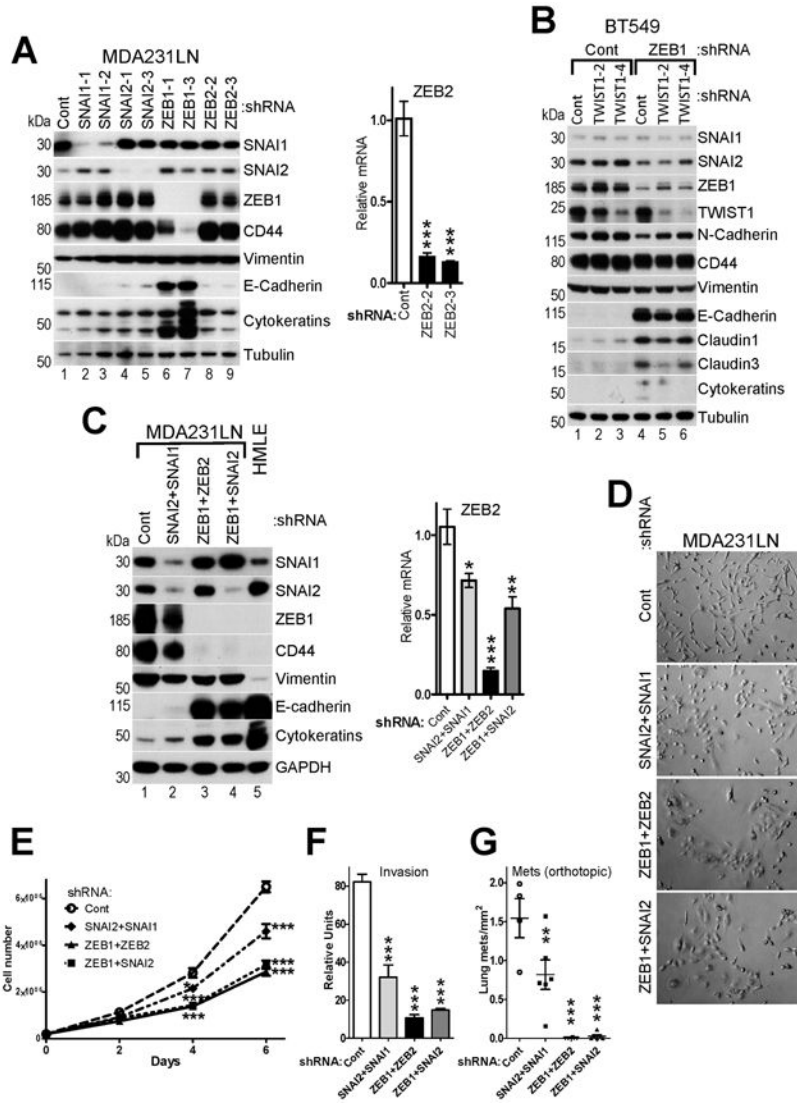 A
MDA231LN
Cont
SNAI1-1
SNAI1-2
SNAI2-1
SNAI2-3
ZEB1-1
ZEB1-3
ZEB2-2
ZEB2-3
:shRNA
kDa
30 SNAI1
30 SNAI2
185 ZEB1
80 CD44
50 Vimentin
115 E-Cadherin
50 Cytokeratins
50 Tubulin
1 2 3 4 5 6 7 8 9
ZEB2
Relative mRNA
1.0
0.5
0.0
***
***
shRNA:
Cont
ZEB2-2
ZEB2-3
B
BT549
Cont ZEB1 :shRNA
Cont
TWIST1-2
TWIST1-4
Cont
TWIST1-2
TWIST1-4
:shRNA
kDa
30 SNAI1
30 SNAI2
185 ZEB1
25 TWIST1
115 N-Cadherin
80 CD44
50 Vimentin
115 E-Cadherin
15 Claudin1
15 Claudin3
50 Cytokeratins
50 Tubulin
1 2 3 4 5 6
C
MDA231LN
Cont
SNAI2+SNAI1
ZEB1+ZEB2
ZEB1+SNAI2
HMLE
:shRNA
kDa
30 SNAI1
30 SNAI2
185 ZEB1
80 CD44
50 Vimentin
115 E-cadherin
50 Cytokeratins
30 GAPDH
1 2 3 4 5
ZEB2
Relative mRNA
1.0
0.5
0.0
*
***
**
shRNA:
Cont
SNAI2+SNAI1
ZEB1+ZEB2
ZEB1+SNAI2
D
:shRNA
MDA231LN
Cont
SNAI2+SNAI1
ZEB1+ZEB2
ZEB1+SNAI2
E
shRNA:
Cont
SNAI2+SNAI1
ZEB1+ZEB2
ZEB1+SNAI2
Cell number
0
***
***
***
*
***
***
0 2 4 6
Days
F
Invasion
Relative Units
80
60
40
20
0
***
***
***
shRNA:
Cont
SNAI2+SNAI1
ZEB1+ZEB2
ZEB1+SNAI2
G
Mets (orthotopic)
Lung mets/mm²
2.0
1.5
1.0
0.5
0.0
**
***
***
shRNA:
Cont
SNAI2+SNAI1
ZEB1+ZEB2
ZEB1+SNAI2